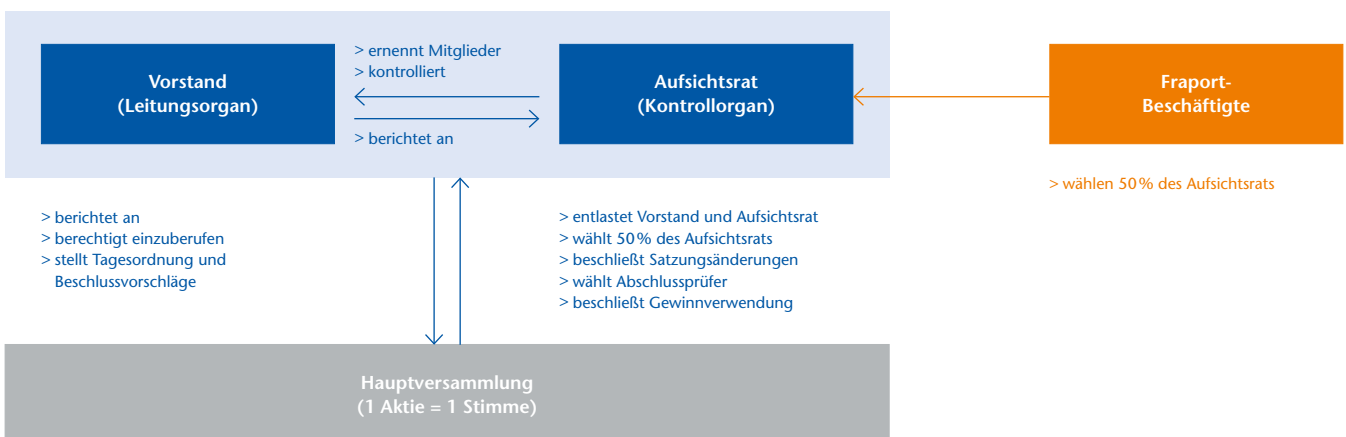 Vorstand
(Leitungsorgan)
> ernennt Mitglieder
> kontrolliert
> berichtet an
Aufsichtsrat
(Kontrollorgan)
Fraport-
Beschäftigte
> wählen 50 % des Aufsichtsrats
> berichtet an
> berechtigt einzuberufen
> stellt Tagesordnung und
Beschlussvorschläge
> entlastet Vorstand und Aufsichtsrat
> wählt 50 % des Aufsichtsrats
> beschließt Satzungsänderungen
> wählt Abschlussprüfer
> beschließt Gewinnverwendung
Hauptversammlung
(1 Aktie = 1 Stimme)